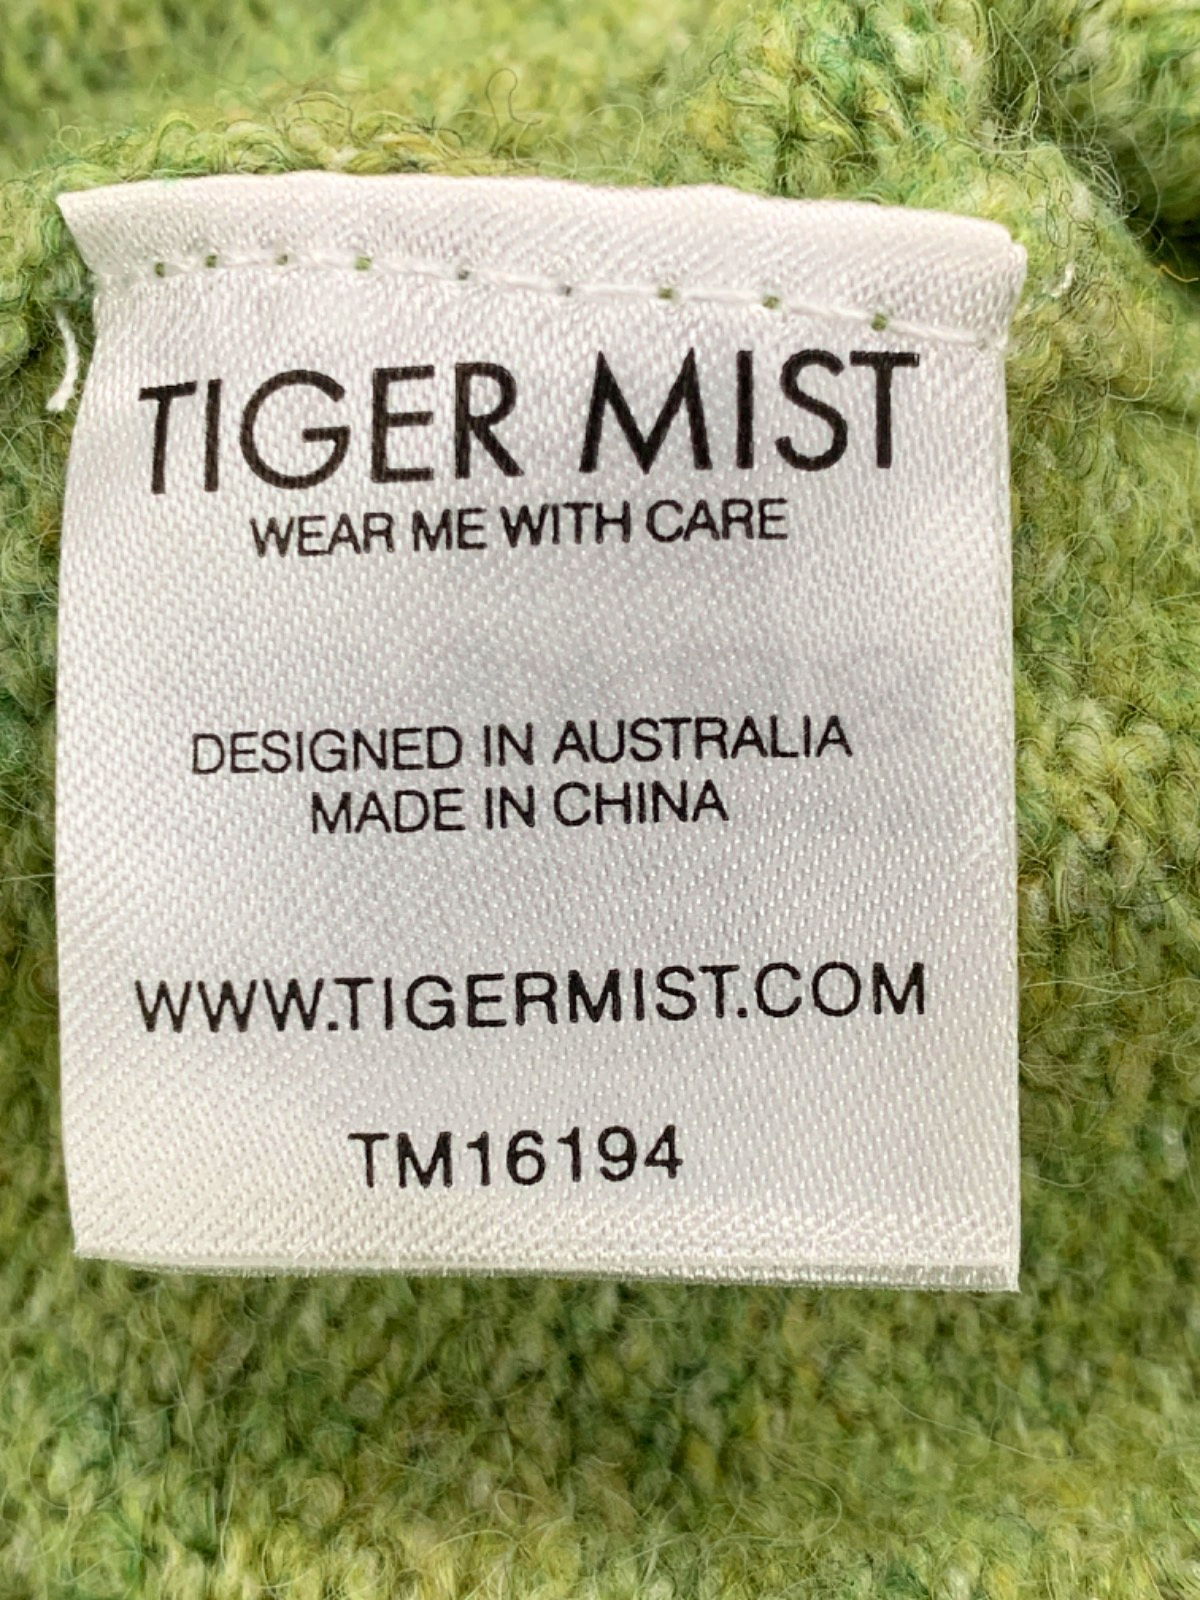 TIGER MIST
WEAR ME WITH CARE
DESIGNED IN AUSTRALIA
MADE IN CHINA
WWW.TIGERMIST.COM
TM16194